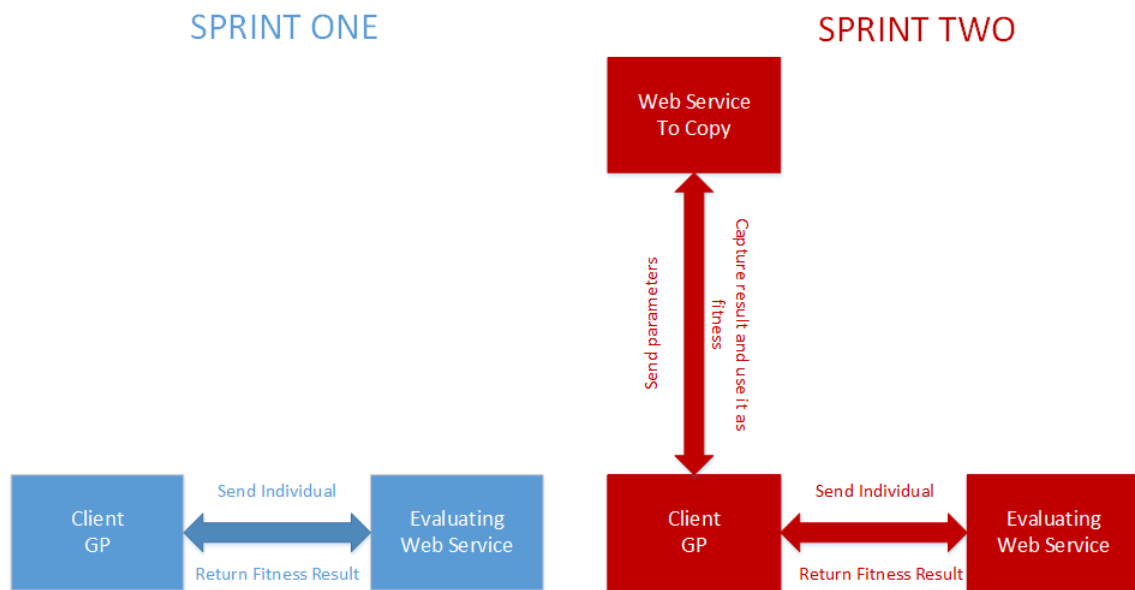 SPRINT ONE
SPRINT TWO
Web Service
To Copy
Send parameters
Capture result and use it as
fitness
Client
GP
Send Individual
Return Fitness Result
Evaluating
Web Service
Client
GP
Send Individual
Return Fitness Result
Evaluating
Web Service